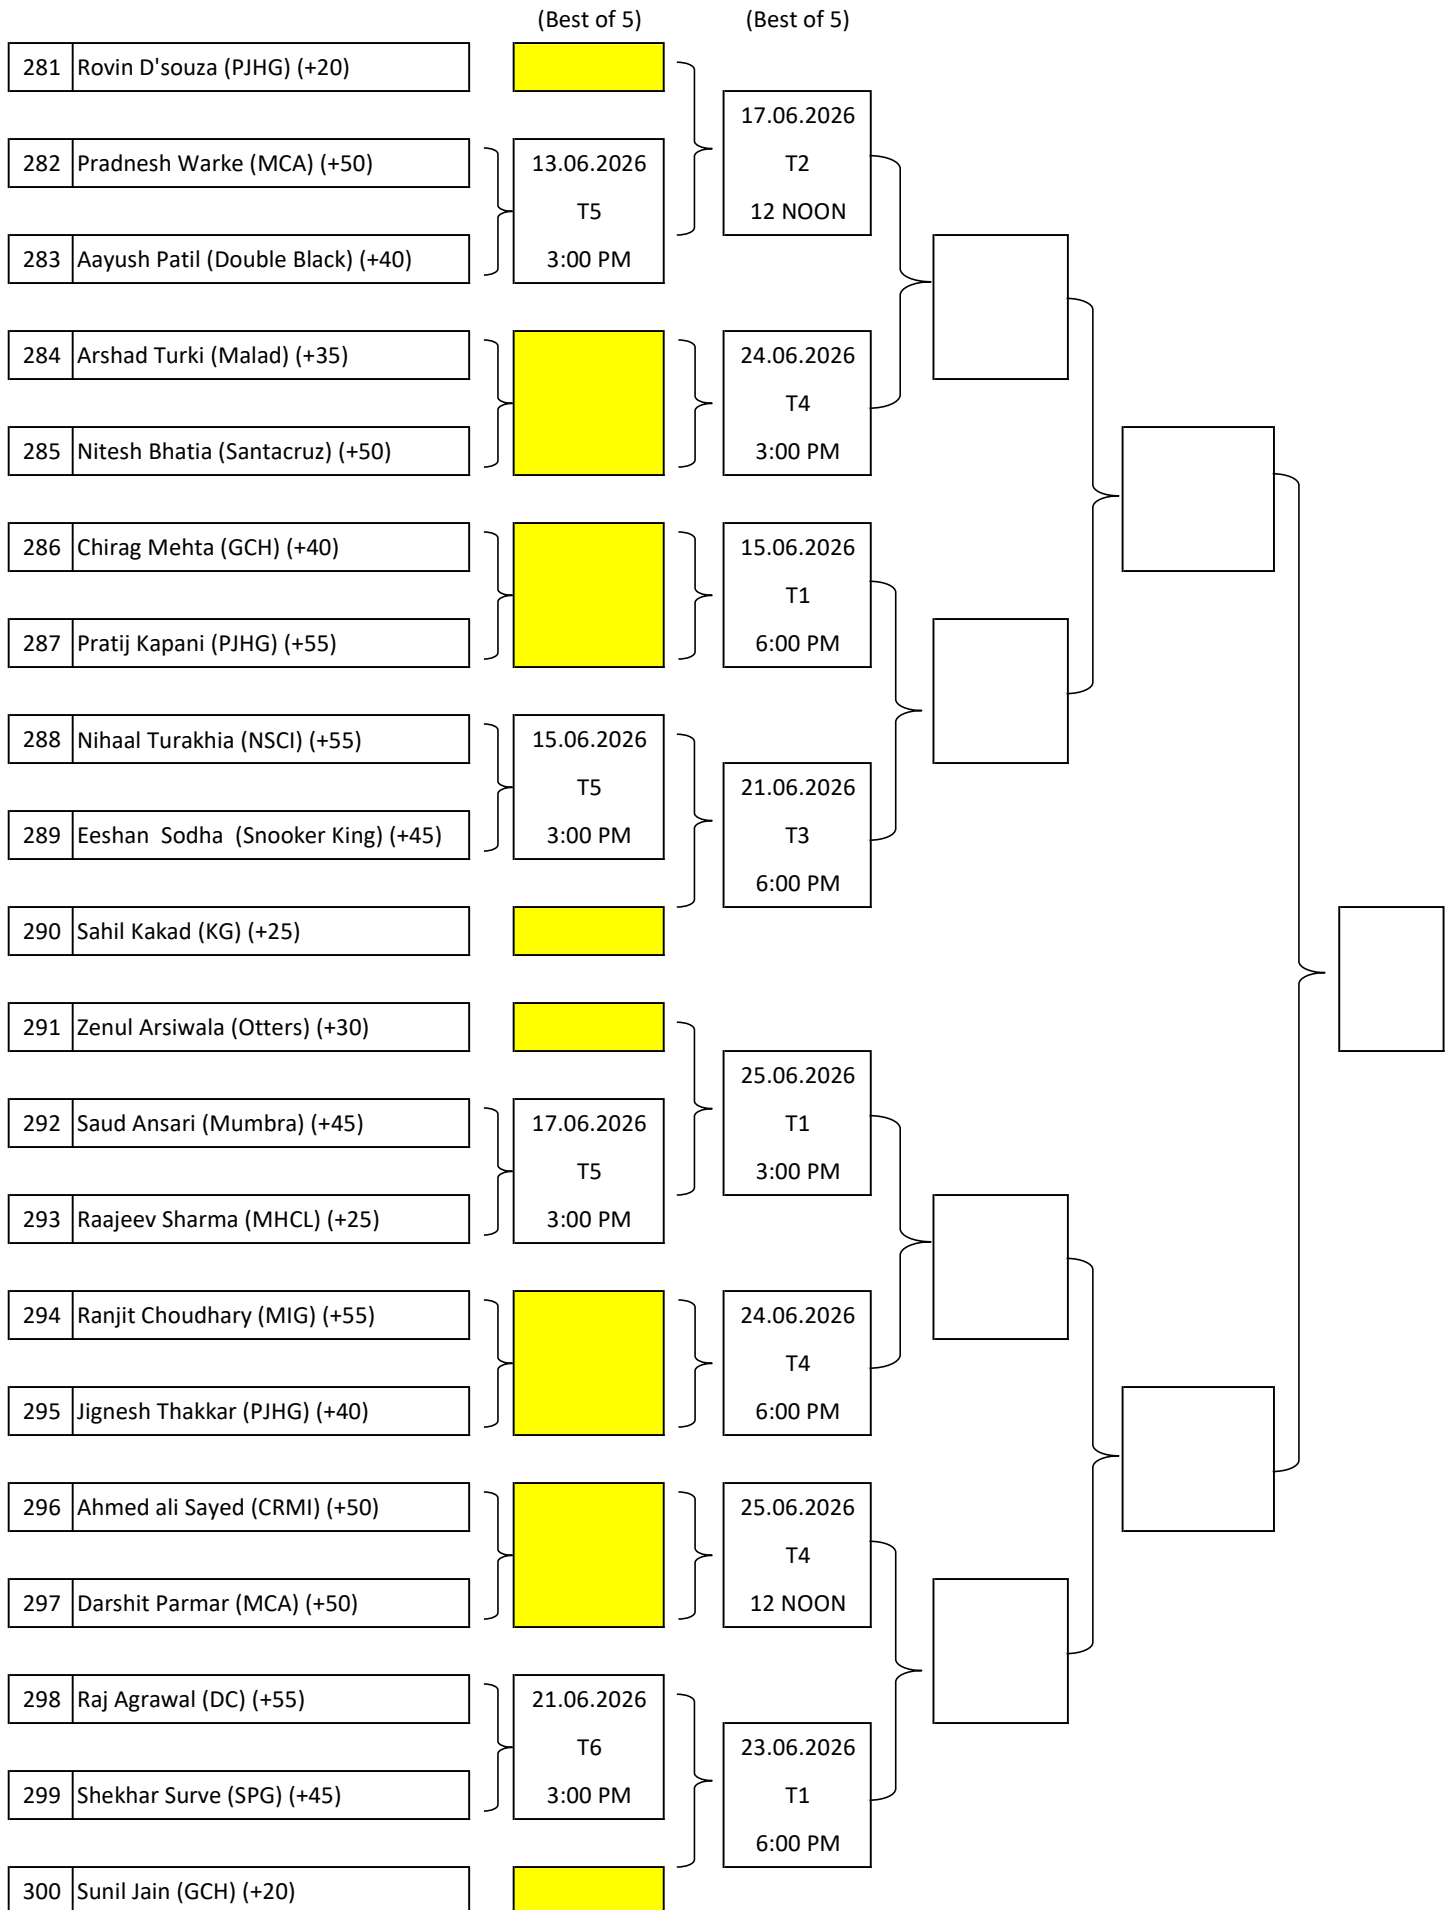 (Best of 5) (Best of 5)
281 Rovin D'souza (PJHG) (+20)
17.06.2026
282 Pradnesh Warke (MCA) (+50) 13.06.2026 T2
T5 12 NOON
283 Aayush Patil (Double Black) (+40) 3:00 PM
284 Arshad Turki (Malad) (+35) 24.06.2026
T4
285 Nitesh Bhatia (Santacruz) (+50) 3:00 PM
286 Chirag Mehta (GCH) (+40) 15.06.2026
T1
287 Pratij Kapani (PJHG) (+55) 6:00 PM
288 Nihaal Turakhia (NSCI) (+55) 15.06.2026
T5 21.06.2026
289 Eeshan  Sodha  (Snooker King) (+45) 3:00 PM T3
6:00 PM
290 Sahil Kakad (KG) (+25)
291 Zenul Arsiwala (Otters) (+30)
25.06.2026
292 Saud Ansari (Mumbra) (+45) 17.06.2026 T1
T5 3:00 PM
293 Raajeev Sharma (MHCL) (+25) 3:00 PM
294 Ranjit Choudhary (MIG) (+55) 24.06.2026
T4
295 Jignesh Thakkar (PJHG) (+40) 6:00 PM
296 Ahmed ali Sayed (CRMI) (+50) 25.06.2026
T4
297 Darshit Parmar (MCA) (+50) 12 NOON
298 Raj Agrawal (DC) (+55) 21.06.2026
T6 23.06.2026
299 Shekhar Surve (SPG) (+45) 3:00 PM T1
6:00 PM
300 Sunil Jain (GCH) (+20)